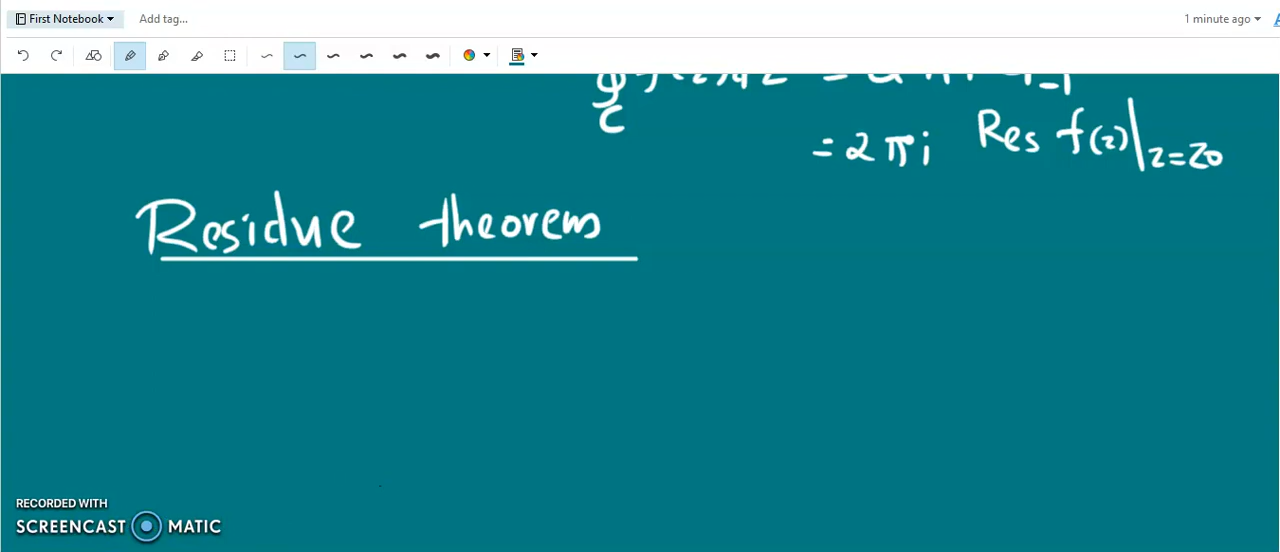 First Notebook Add tag... 1 minute ago
C
= 2πi Res f(z)|z=z0
Residue theorem
RECORDED WITH
SCREENCAST MATIC